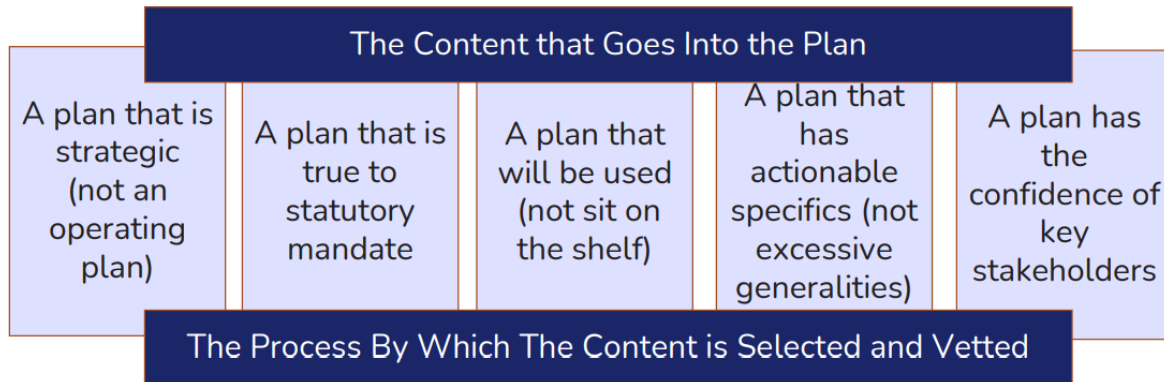 The Content that Goes Into the Plan
A plan that is
strategic
(not an
operating
plan)
A plan that is
true to
statutory
mandate
A plan that
will be used
(not sit on
the shelf)
A plan that
has
actionable
specifics (not
excessive
generalities)
A plan has
the
confidence of
key
stakeholders
The Process By Which The Content is Selected and Vetted